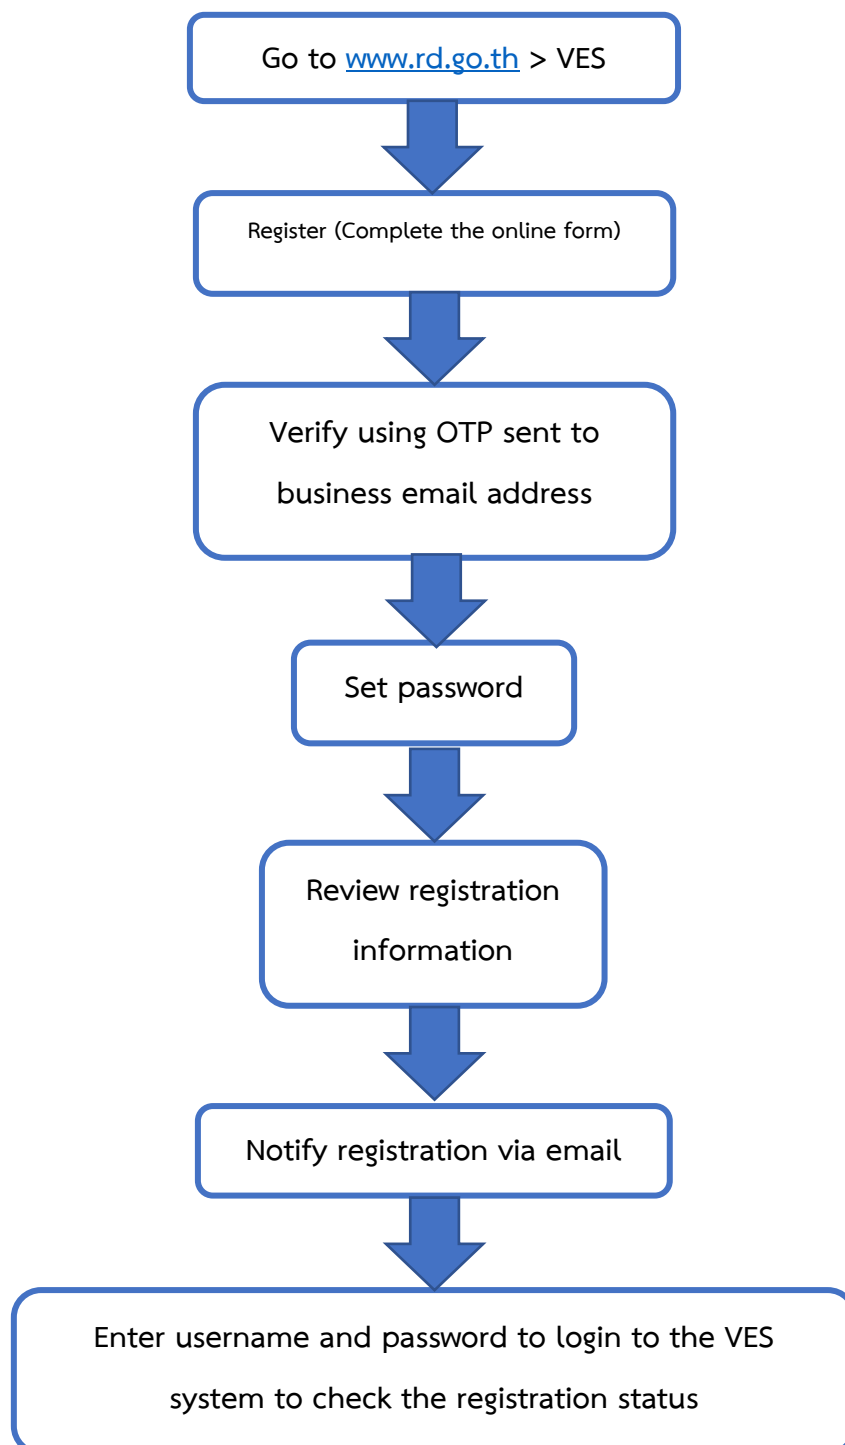 Go to www.rd.go.th > VES
Register (Complete the online form)
Verify using OTP sent to
business email address
Set password
Review registration
information
Notify registration via email
Enter username and password to login to the VES
system to check the registration status